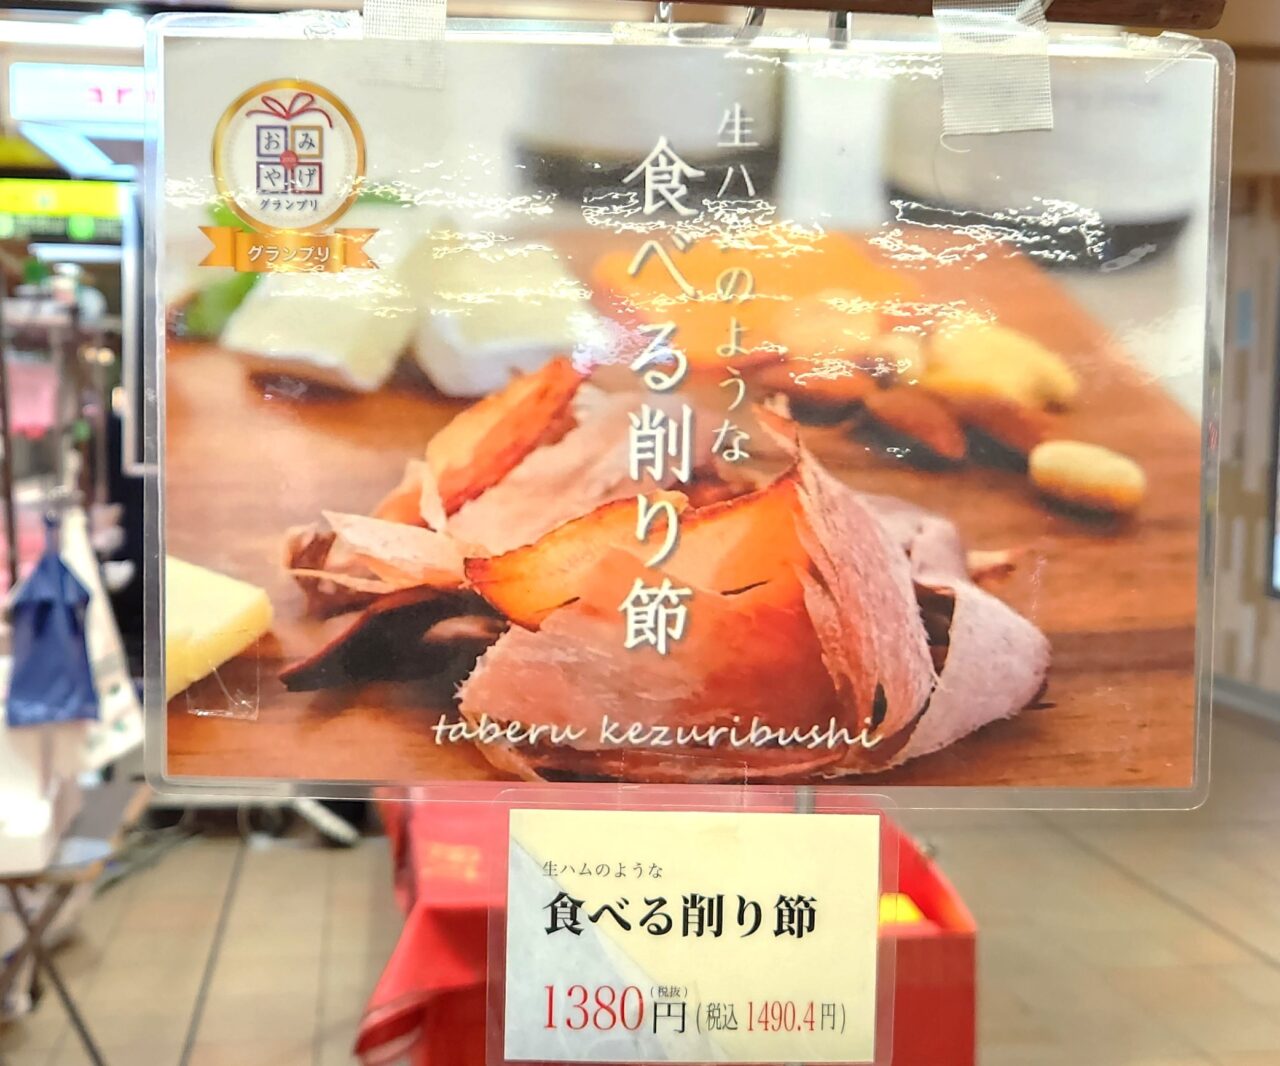 おみ
やげ
グランプリ
グランプリ
生ハムのような
食べる削り節
taberu kezuribushi
生ハムのような
食べる削り節
1380円(税抜)(税込 1490.4円)